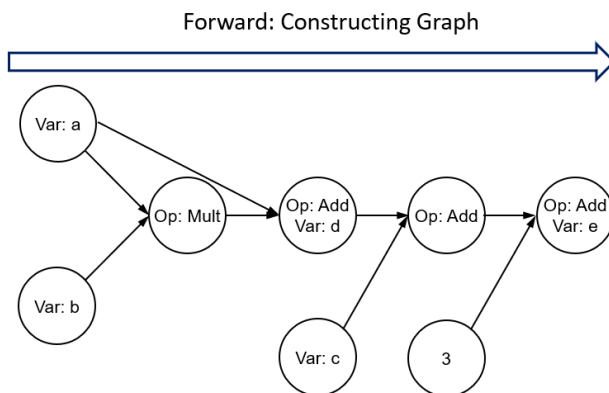 Forward: Constructing Graph
Var: a
Op: Mult
Op: Add
Var: d
Op: Add
Op: Add
Var: e
Var: b
Var: c
3